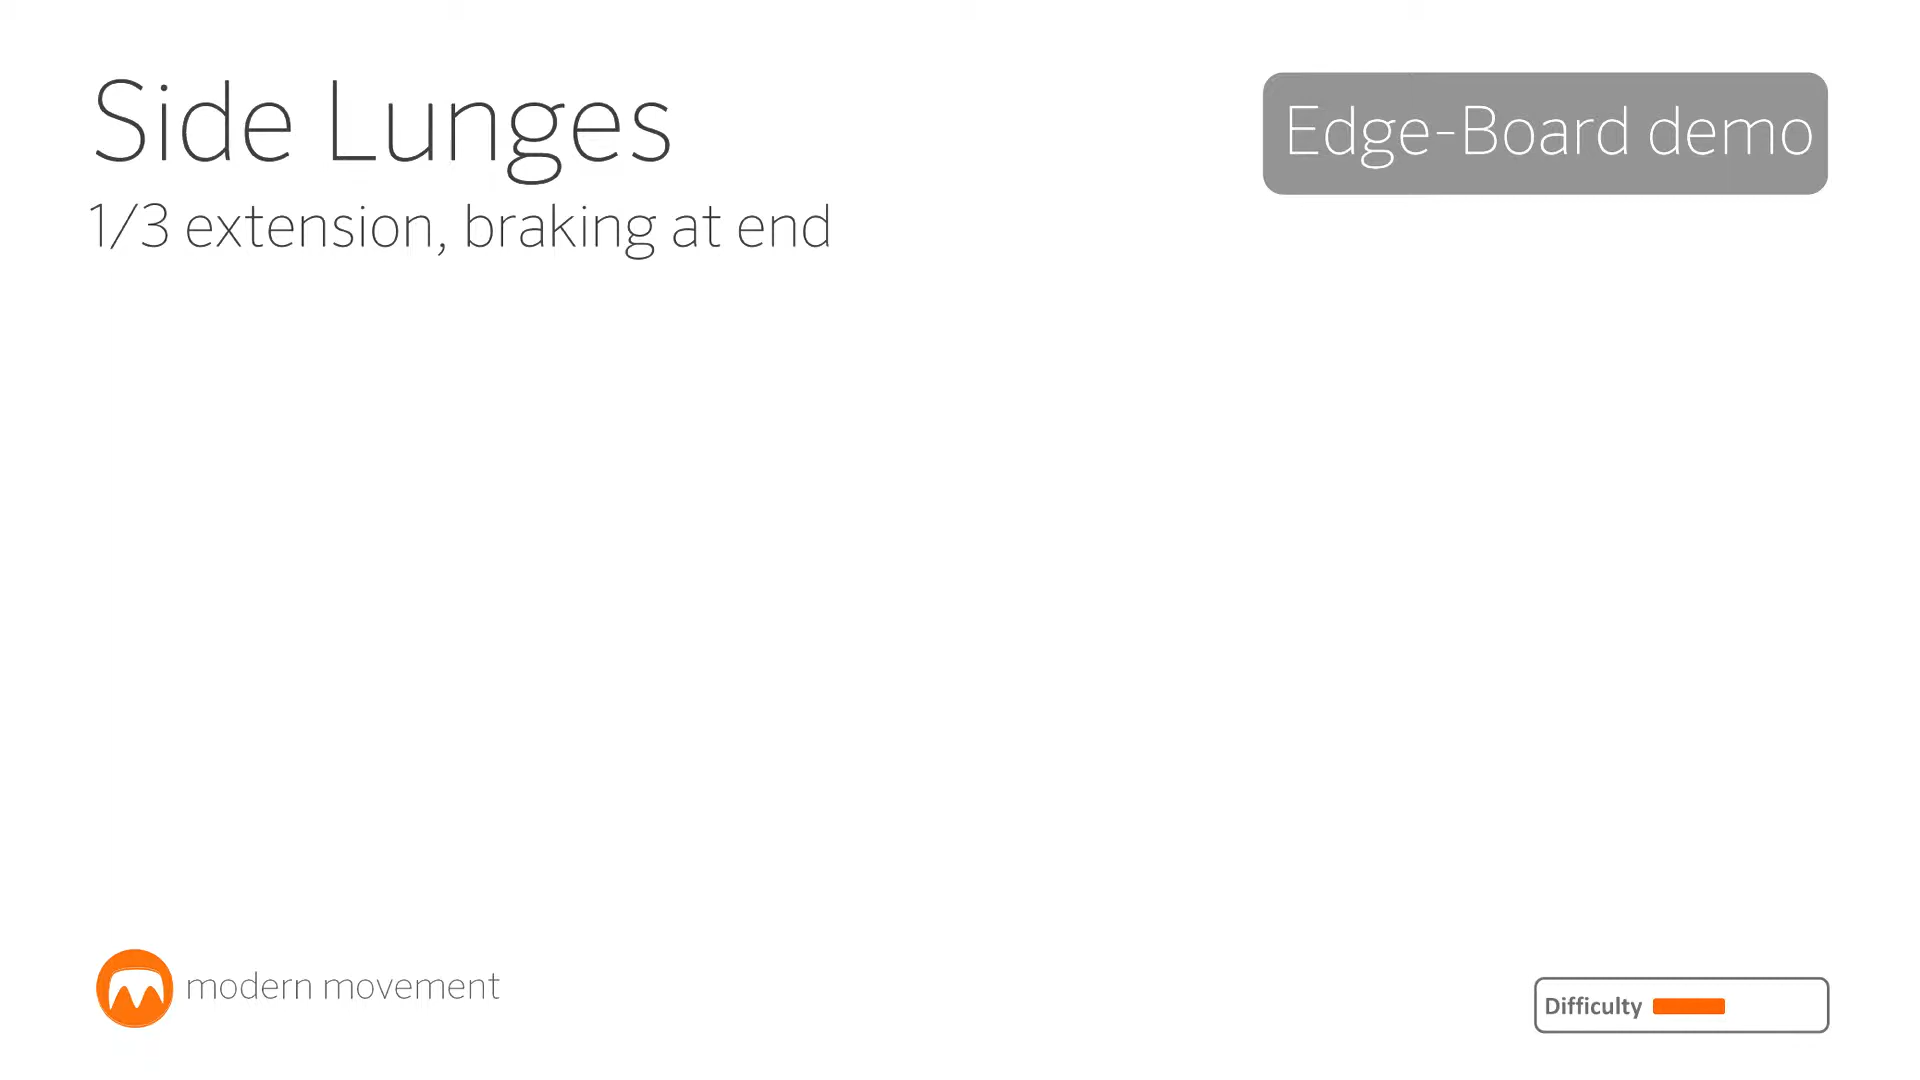 Side Lunges
Edge-Board demo
1/3 extension, braking at end
modern movement
Difficulty